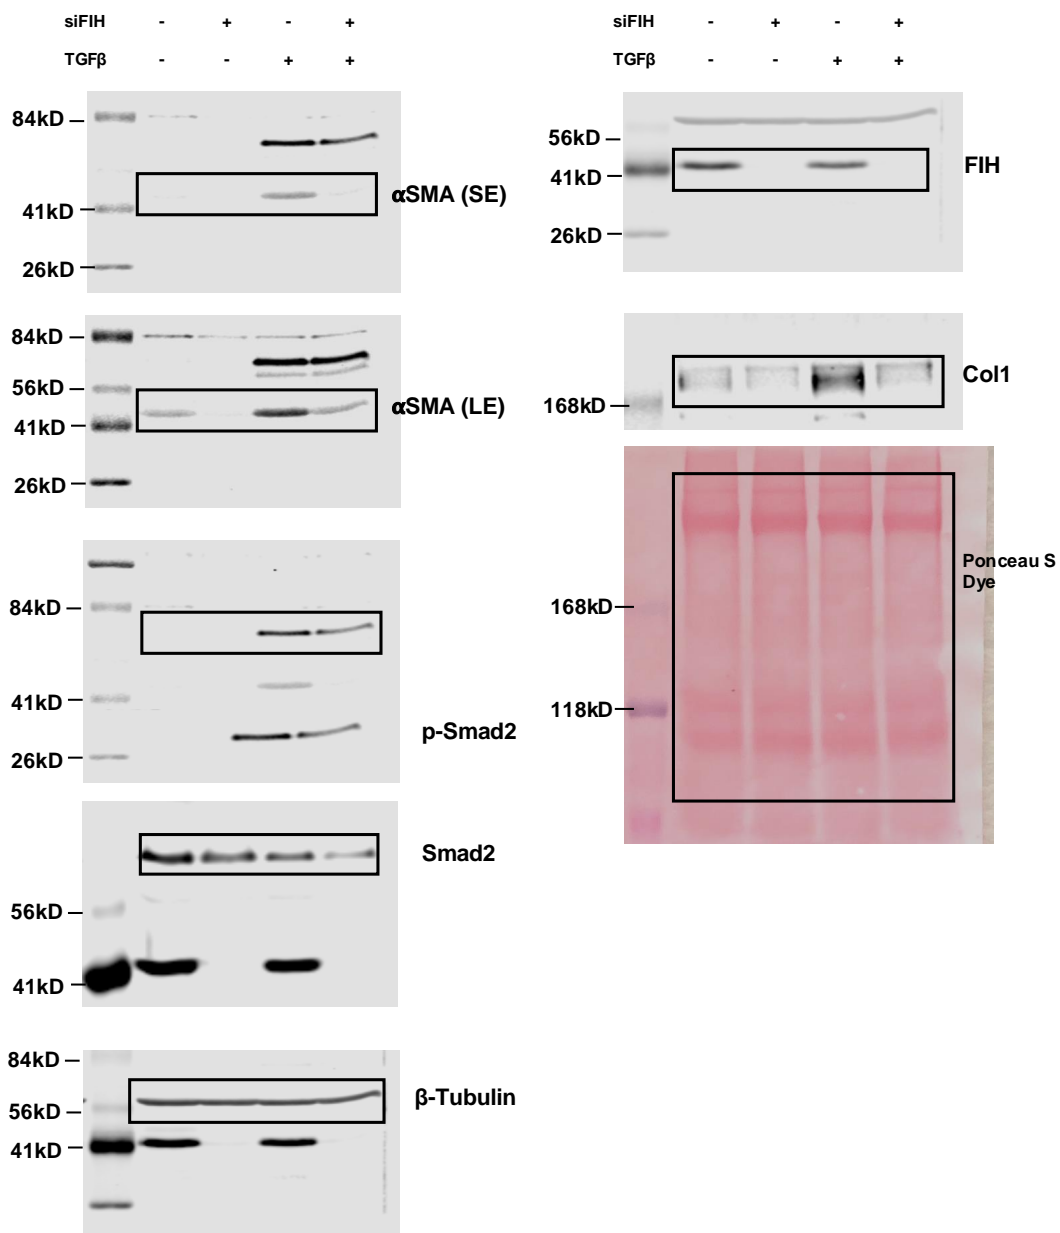 siFIH - + - +
TGFβ - - + +
84kD
41kD
26kD
αSMA (SE)
84kD
56kD
41kD
26kD
αSMA (LE)
84kD
41kD
26kD
p-Smad2
56kD
41kD
Smad2
84kD
56kD
41kD
β-Tubulin
siFIH - + - +
TGFβ - - + +
56kD
41kD
26kD
FIH
168kD
Col1
168kD
118kD
Ponceau S
Dye